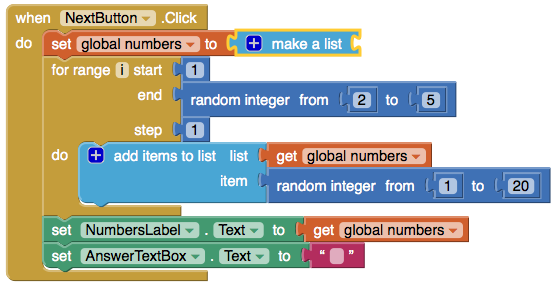 when NextButton .Click
do set global numbers to make a list
for range i start 1
end random integer from 2 to 5
step 1
do add items to list list get global numbers
item random integer from 1 to 20
set NumbersLabel . Text to get global numbers
set AnswerTextBox . Text to “ ”